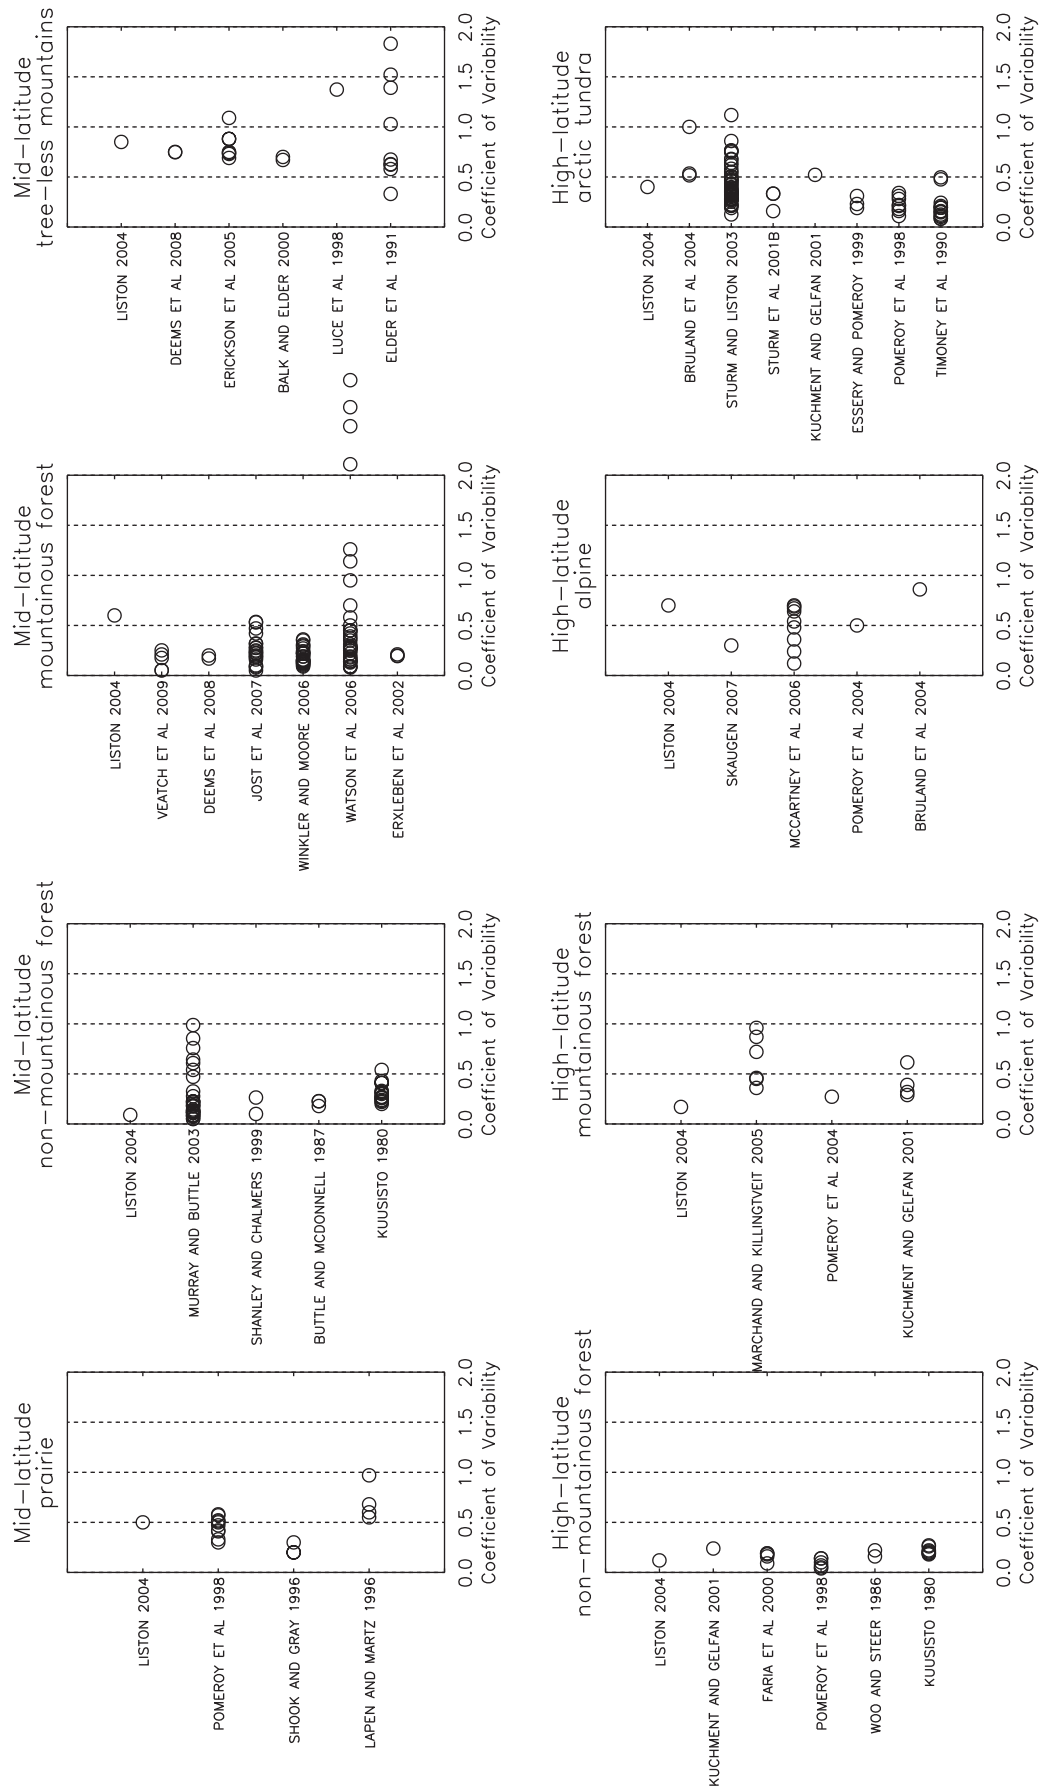 Mid-latitude
tree-less mountains
LISTON 2004
DEEMS ET AL 2008
ERICKSON ET AL 2005
BALK AND ELDER 2000
LUCE ET AL 1998
ELDER ET AL 1991
0.0 0.5 1.0 1.5 2.0
Coefficient of Variability
High-latitude
arctic tundra
LISTON 2004
BRULAND ET AL 2004
STURM AND LISTON 2003
STURM ET AL 2001B
KUCHMENT AND GELFAN 2001
ESSERY AND POMEROY 1999
POMEROY ET AL 1998
TIMONEY ET AL 1990
0.0 0.5 1.0 1.5 2.0
Coefficient of Variability
Mid-latitude
mountainous forest
LISTON 2004
VEATCH ET AL 2009
DEEMS ET AL 2008
JOST ET AL 2007
WINKLER AND MOORE 2006
WATSON ET AL 2006
ERXLEBEN ET AL 2002
0.0 0.5 1.0 1.5 2.0
Coefficient of Variability
High-latitude
alpine
LISTON 2004
SKAUGEN 2007
MCCARTNEY ET AL 2006
POMEROY ET AL 2004
BRULAND ET AL 2004
0.0 0.5 1.0 1.5 2.0
Coefficient of Variability
Mid-latitude
non-mountainous forest
LISTON 2004
MURRAY AND BUTTLE 2003
SHANLEY AND CHALMERS 1999
BUTTLE AND MCDONNELL 1987
KUUSISTO 1980
0.0 0.5 1.0 1.5 2.0
Coefficient of Variability
High-latitude
mountainous forest
LISTON 2004
MARCHAND AND KILLINGTVEIT 2005
POMEROY ET AL 2004
KUCHMENT AND GELFAN 2001
0.0 0.5 1.0 1.5 2.0
Coefficient of Variability
Mid-latitude
prairie
LISTON 2004
POMEROY ET AL 1998
SHOOK AND GRAY 1996
LAPEN AND MARTZ 1996
0.0 0.5 1.0 1.5 2.0
Coefficient of Variability
High-latitude
non-mountainous forest
LISTON 2004
KUCHMENT AND GELFAN 2001
FARIA ET AL 2000
POMEROY ET AL 1998
WOO AND STEER 1986
KUUSISTO 1980
0.0 0.5 1.0 1.5 2.0
Coefficient of Variability